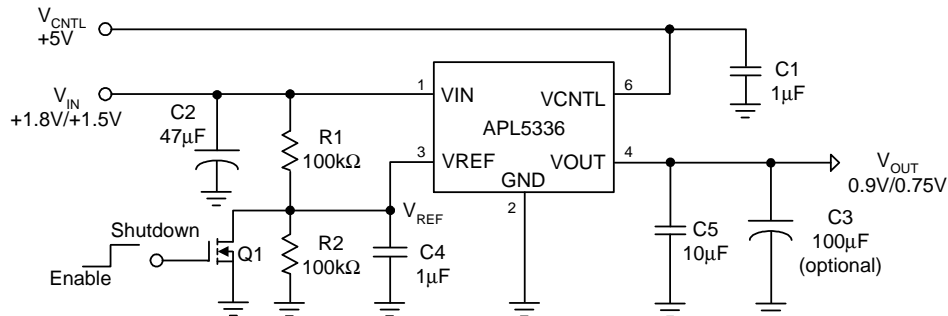 VCNTL
+5V
VIN
+1.8V/+1.5V
C2
47μF
R1
100kΩ
1
VIN
VCNTL
6
APL5336
3
VREF
VOUT
4
GND
2
C1
1μF
VOUT
0.9V/0.75V
VREF
Shutdown
Enable
Q1
R2
100kΩ
C4
1μF
C5
10μF
C3
100μF
(optional)